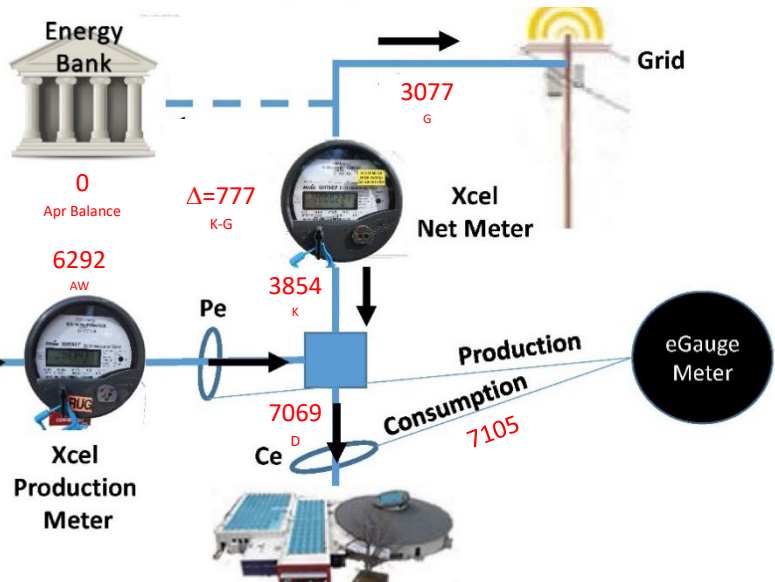 Energy
Bank
Grid
3077
G
0
Apr Balance
Δ=777
K-G
Xcel
Net Meter
6292
AW
3854
K
Pe
Production
eGauge
Meter
Consumption
7105
7069
D
Ce
RUG
Xcel
Production
Meter